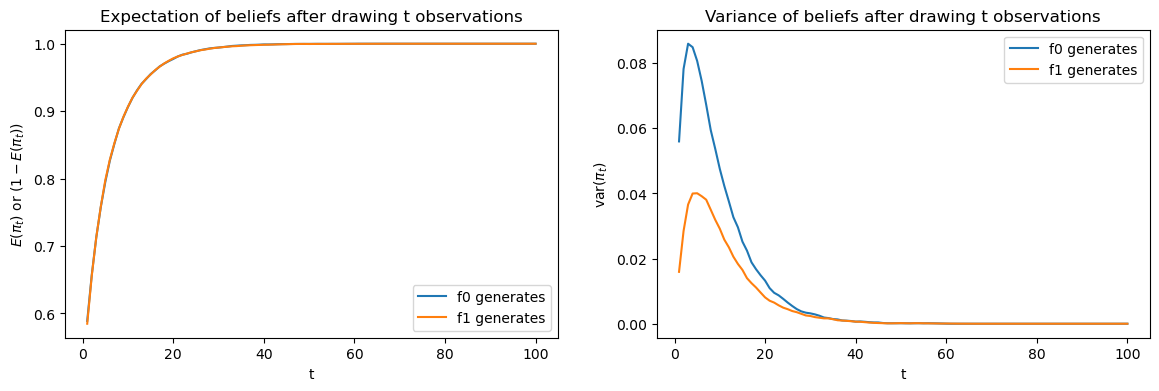 Expectation of beliefs after drawing t observations
E(π_t) or (1 − E(π_t))
1.0
0.9
0.8
0.7
0.6
f0 generates
f1 generates
0 20 40 60 80 100
t
Variance of beliefs after drawing t observations
var(π_t)
0.08
0.06
0.04
0.02
0.00
f0 generates
f1 generates
0 20 40 60 80 100
t